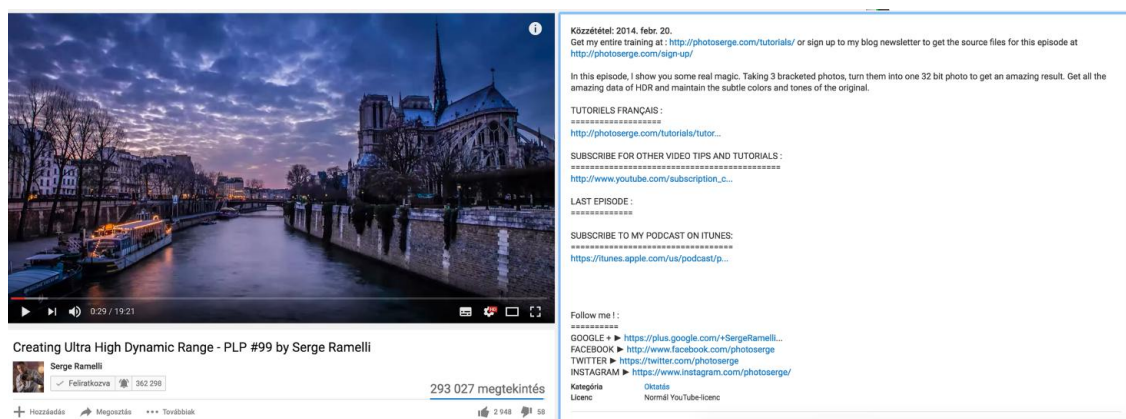 0:29 / 19:21
Creating Ultra High Dynamic Range - PLP #99 by Serge Ramelli
Serge Ramelli
Feliratkozva 362 298
293 027 megtekintés
Hozzáadás Megosztás ••• Továbbiak
2 948 58
Közzététel: 2014. febr. 20.
Get my entire training at : http://photoserge.com/tutorials/ or sign up to my blog newsletter to get the source files for this episode at
http://photoserge.com/sign-up/
In this episode, I show you some real magic. Taking 3 bracketed photos, turn them into one 32 bit photo to get an amazing result. Get all the
amazing data of HDR and maintain the subtle colors and tones of the original.
TUTORIELS FRANÇAIS :
===================
http://photoserge.com/tutorials/tutor...
SUBSCRIBE FOR OTHER VIDEO TIPS AND TUTORIALS :
============================================
http://www.youtube.com/subscription_c...
LAST EPISODE :
=============
SUBSCRIBE TO MY PODCAST ON ITUNES:
==================================
https://itunes.apple.com/us/podcast/p...
Follow me ! :
==========
GOOGLE + ► https://plus.google.com/+SergeRamelli...
FACEBOOK ► http://www.facebook.com/photoserge
TWITTER ► https://twitter.com/photoserge
INSTAGRAM ► https://www.instagram.com/photoserge/
Kategória Oktatás
Licenc Normál YouTube-licenc